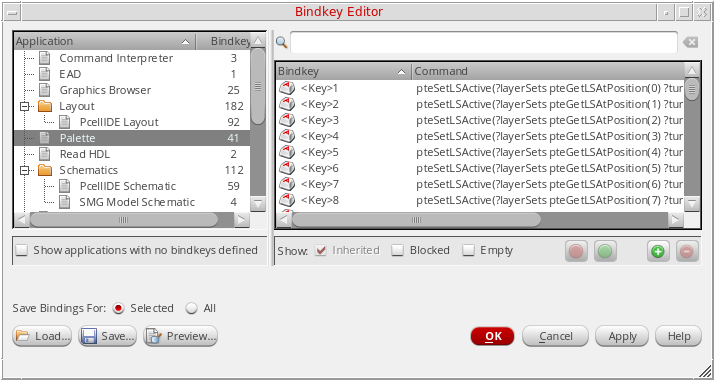 Bindkey Editor
Application Bindkey
Command Interpreter 3
EAD 1
Graphics Browser 25
Layout 182
PcellIDE Layout 92
Palette 41
Read HDL 2
Schematics 112
PcellIDE Schematic 59
SMG Model Schematic 4
Show applications with no bindkeys defined
Bindkey Command
<Key>1 pteSetLSActive(?layerSets pteGetLSAtPosition(0) ?tur
<Key>2 pteSetLSActive(?layerSets pteGetLSAtPosition(1) ?tur
<Key>3 pteSetLSActive(?layerSets pteGetLSAtPosition(2) ?tur
<Key>4 pteSetLSActive(?layerSets pteGetLSAtPosition(3) ?tur
<Key>5 pteSetLSActive(?layerSets pteGetLSAtPosition(4) ?tur
<Key>6 pteSetLSActive(?layerSets pteGetLSAtPosition(5) ?tur
<Key>7 pteSetLSActive(?layerSets pteGetLSAtPosition(6) ?tur
<Key>8 pteSetLSActive(?layerSets pteGetLSAtPosition(7) ?tur
Show: Inherited Blocked Empty
Save Bindings For: Selected All
Load... Save... Preview... OK Cancel Apply Help